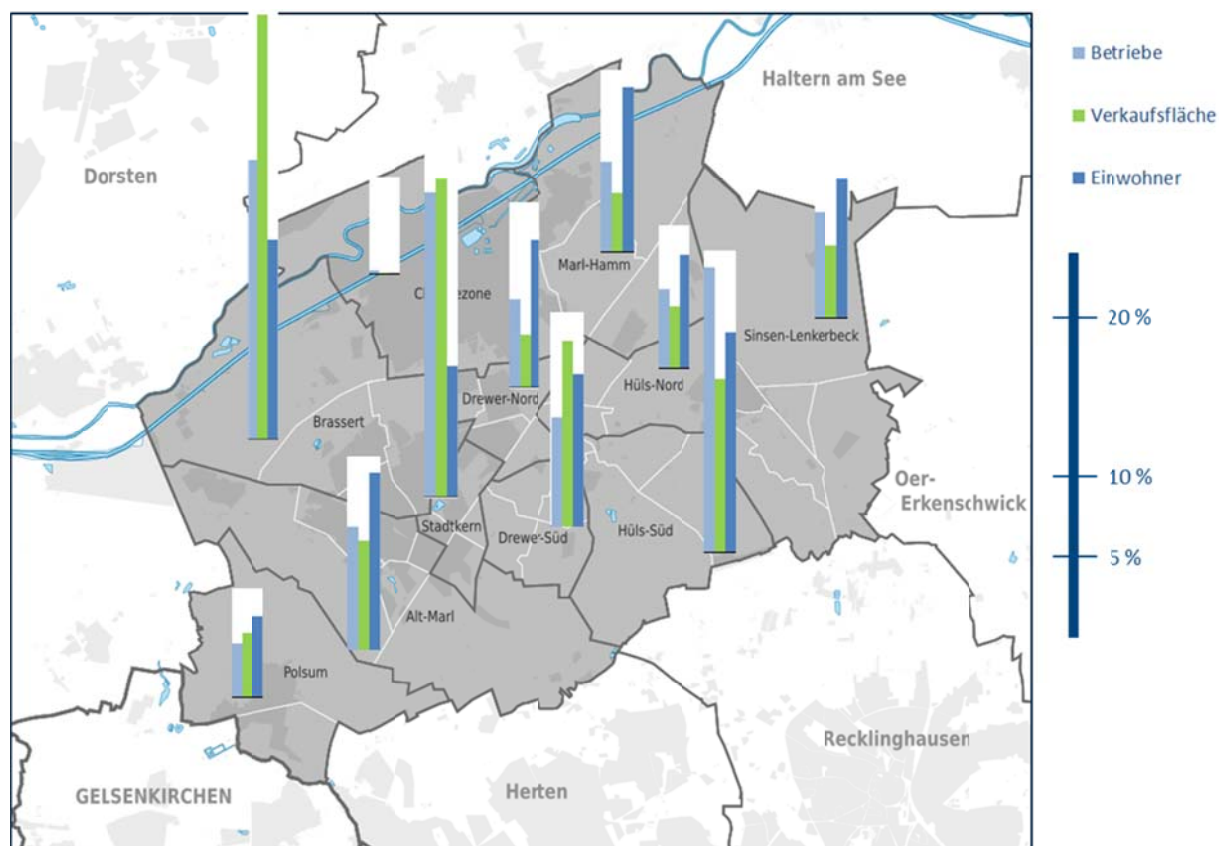 Betriebe
Verkaufsfläche
Einwohner
Haltern am See
Dorsten
Marl-Hamm
20 %
Sinsen-Lenkerbeck
Hüls-Nord
Drewer-Nord
Brassert
10 %
Oer-
Erkenschwick
Stadtkern
Drewer-Süd
Hüls-Süd
5 %
Alt-Marl
Polsum
Recklinghausen
GELSENKIRCHEN
Herten